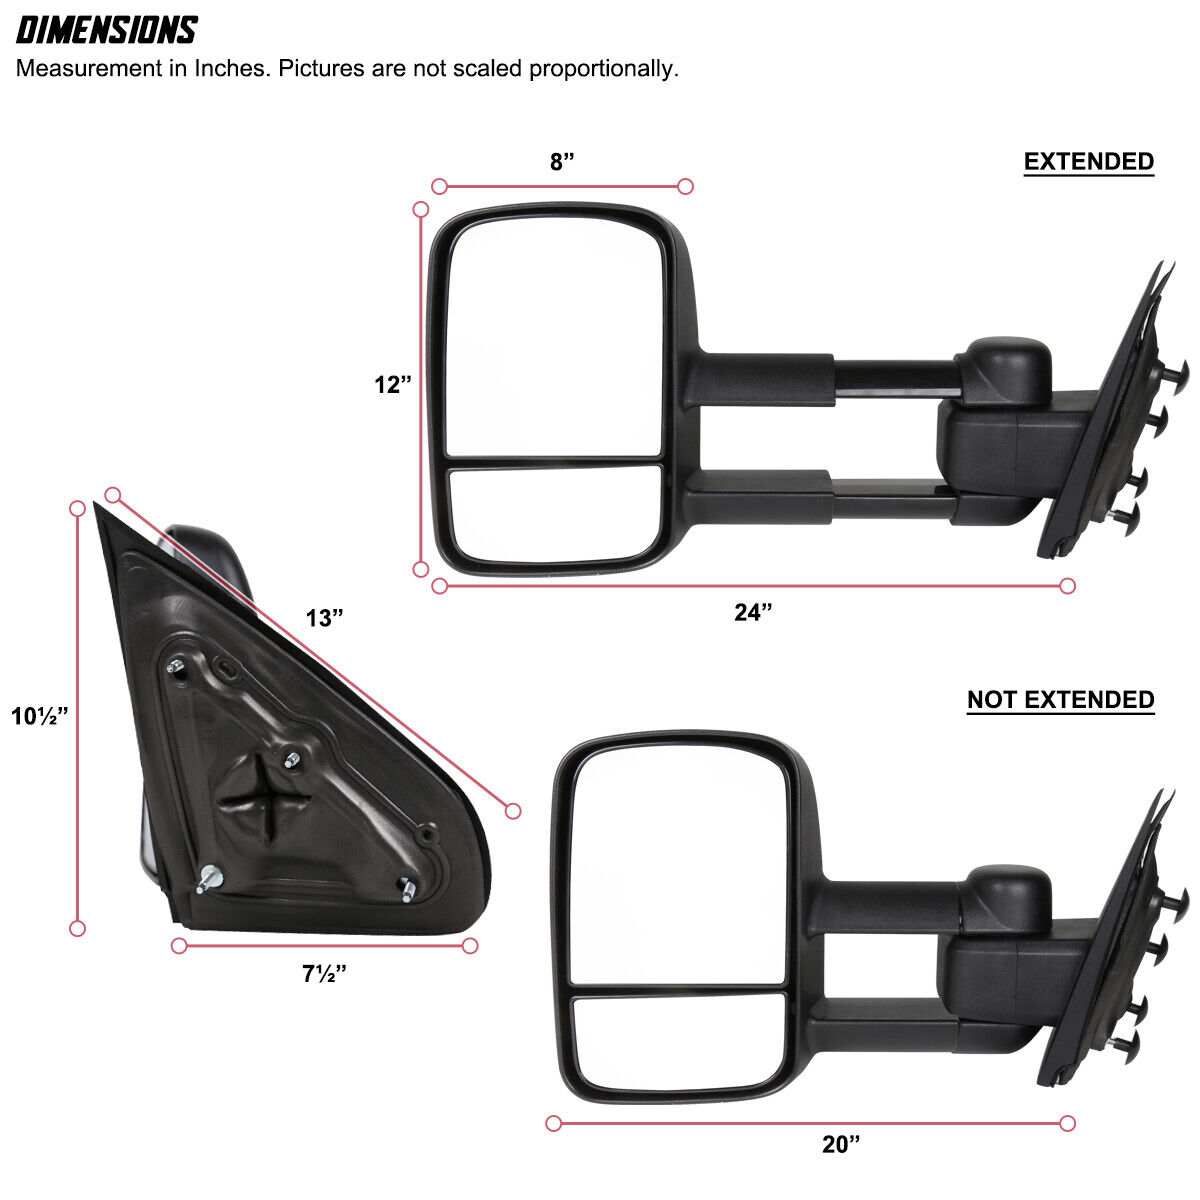 DIMENSIONS
Measurement in Inches. Pictures are not scaled proportionally.
EXTENDED
8”
12”
24”
13”
10½”
7½”
NOT EXTENDED
20”